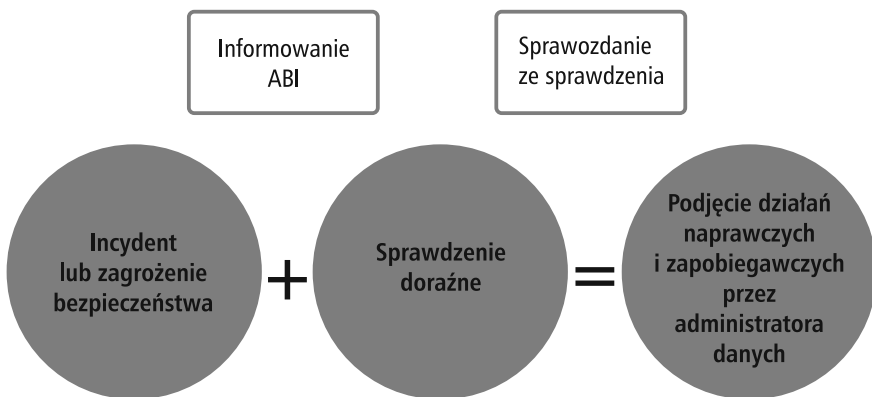 Informowanie
ABI
Sprawozdanie
ze sprawdzenia
Incydent
lub zagrożenie
bezpieczeństwa
+
Sprawdzenie
doraźne
=
Podjęcie działań
naprawczych
i zapobiegawczych
przez
administratora
danych